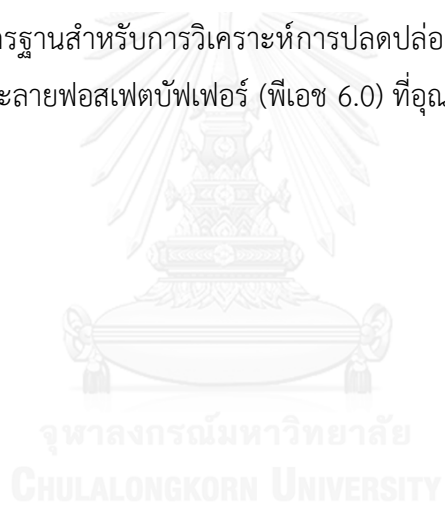 รฐานสำหรับการวิเคราะห์การปลดปล่อ
ะลายฟอสเฟตบัฟเฟอร์ (พีเอช 6.0) ที่อุณ
จุฬาลงกรณ์มหาวิทยาลัย
CHULALONGKORN UNIVERSITY